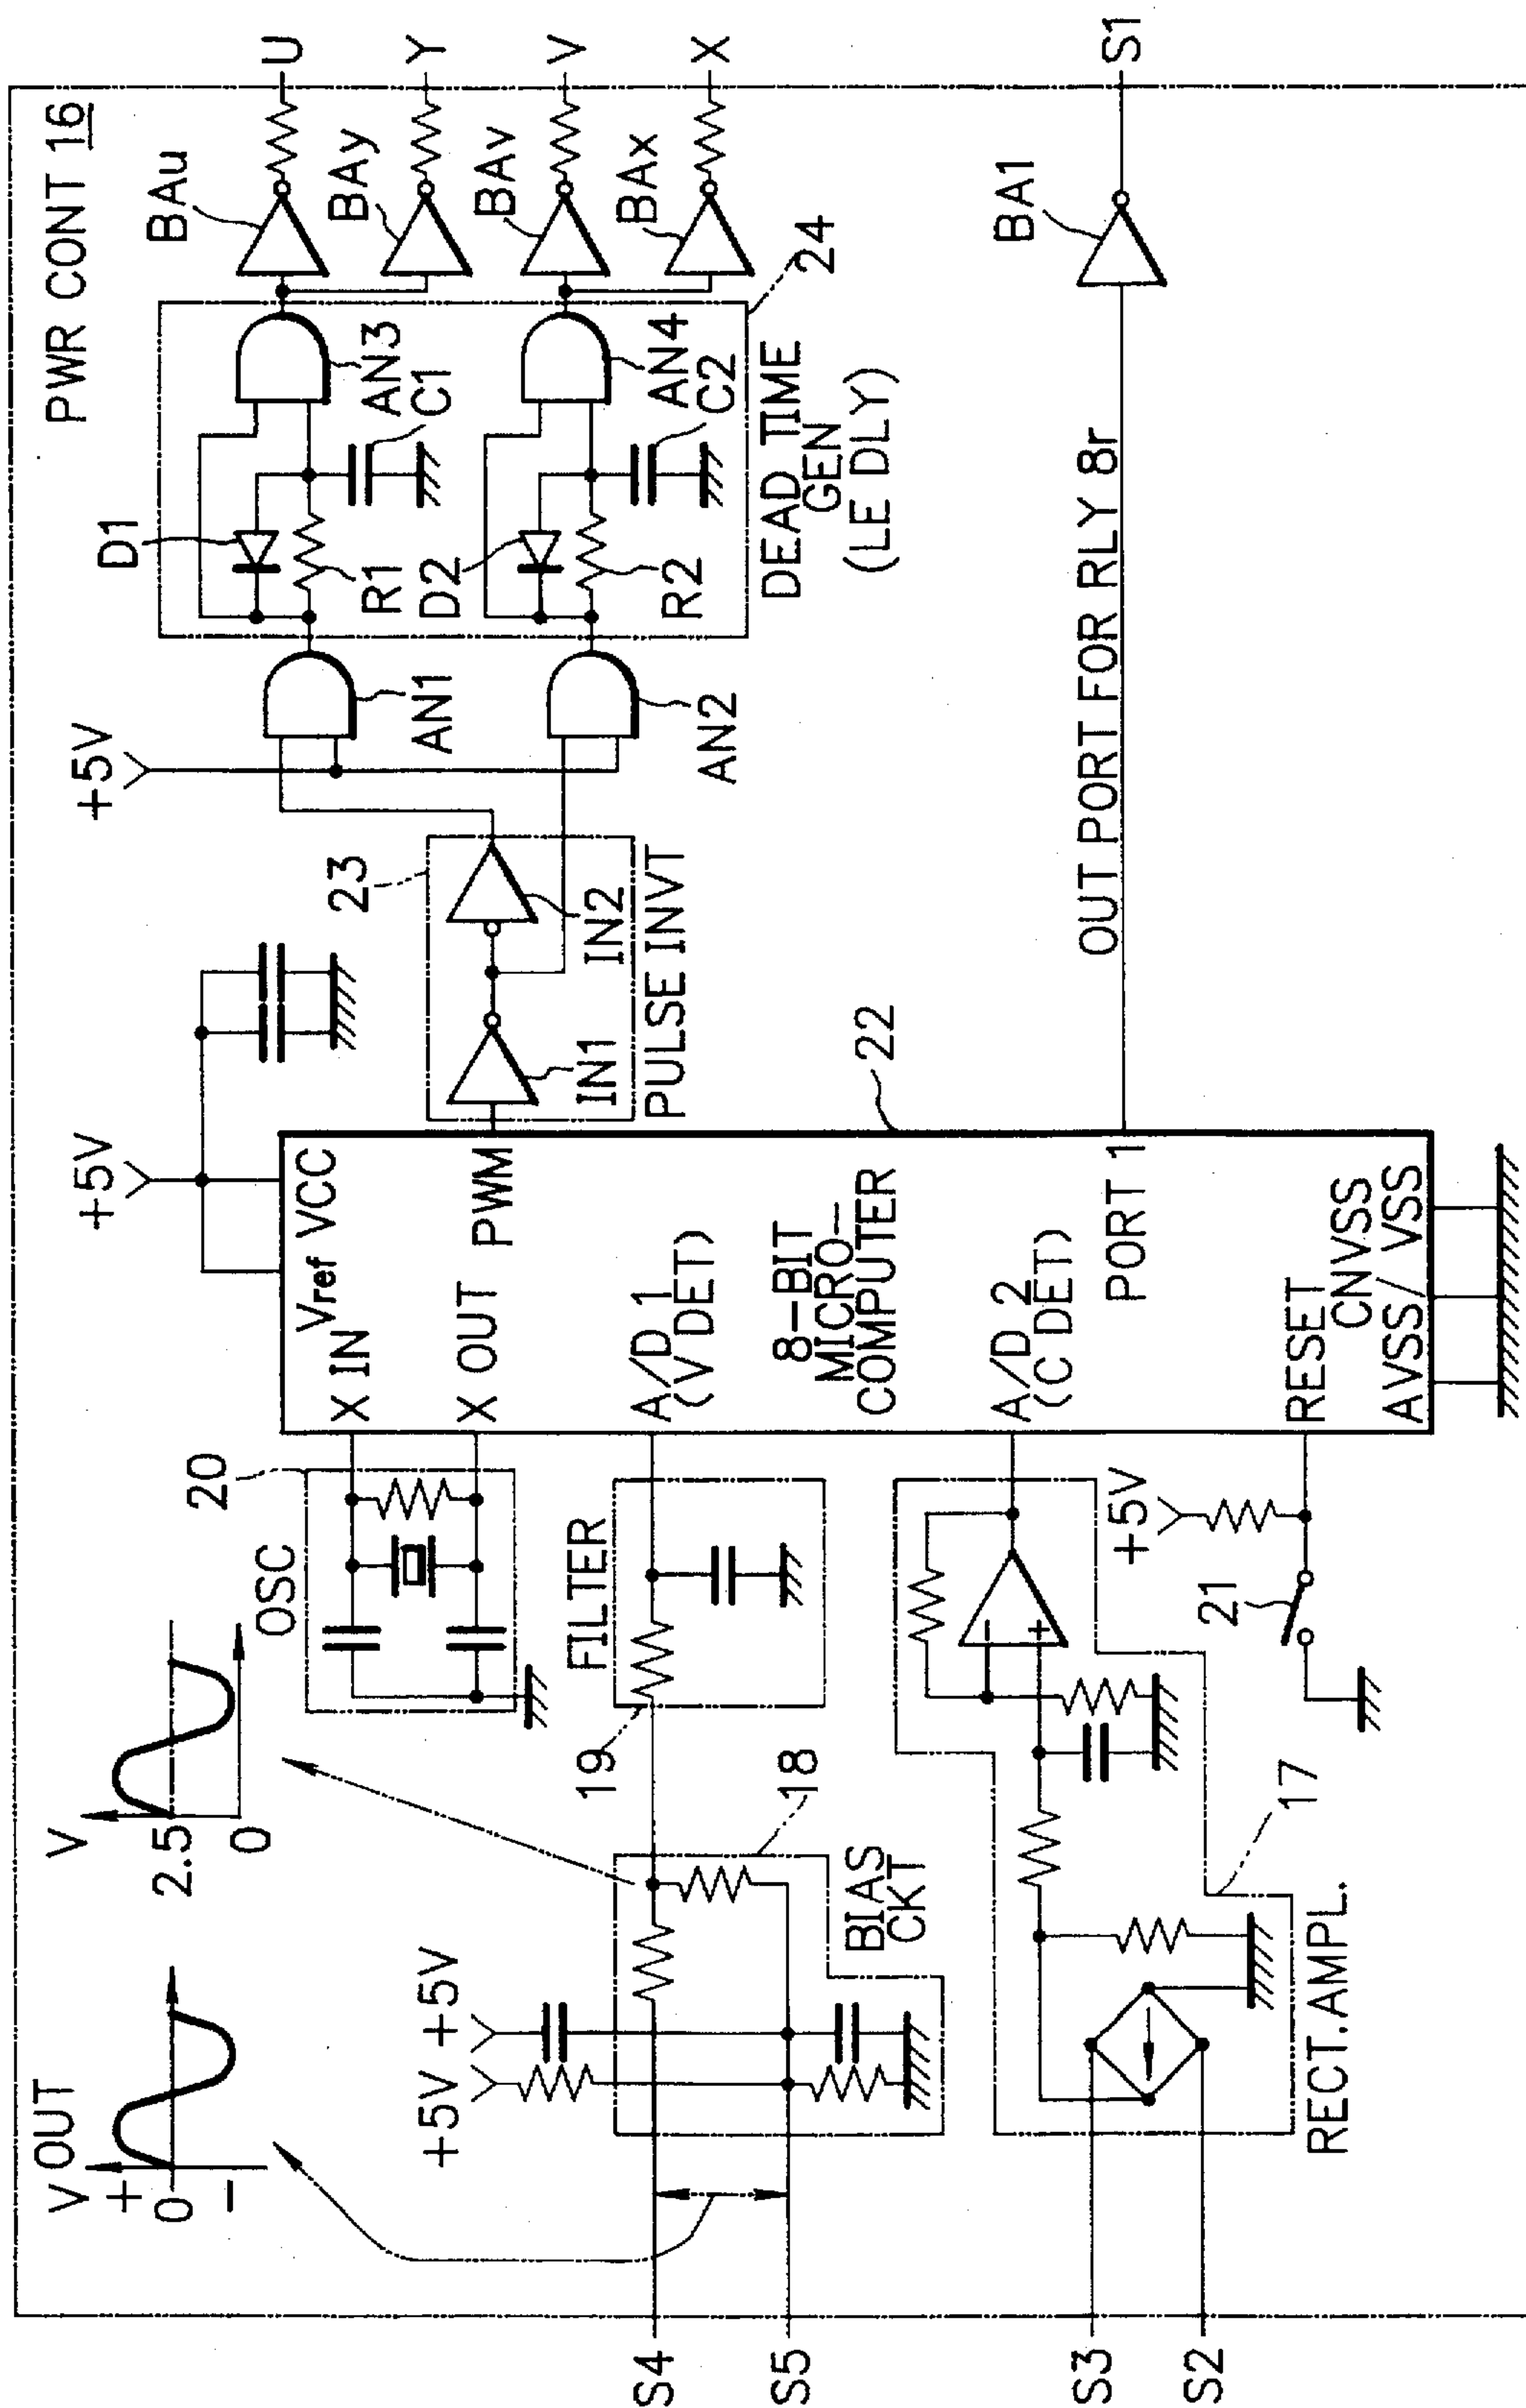 PWR CONT 16
V OUT
+
0
−
V
2.5
0
+5V
+5V
+5V
+5V
S4
S5
BIAS
CKT
18
19
FILTER
OSC
20
X IN
X OUT
Vref VCC
PWM
A/D 1
(V DET)
8-BIT
MICRO-
COMPUTER
22
A/D 2
(C DET)
PORT 1
RESET
CNVSS
AVSS/ VSS
S3
S2
RECT.AMPL.
17
−
+
+5V
21
23
IN1
IN2
PULSE INVT
AN1
AN2
D1
R1
C1
AN3
D2
R2
C2
AN4
DEAD TIME
GEN
(LE DLY)
24
BAu
BAy
BAv
BAx
U
Y
V
X
OUT PORT FOR RLY 8r
BA1
S1